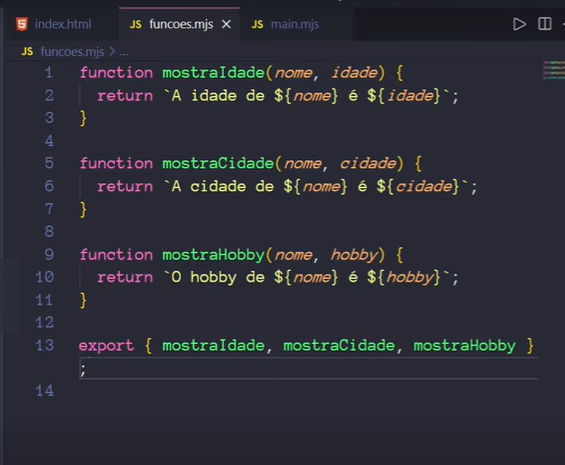 index.html JS funcoes.mjs × JS main.mjs
JS funcoes.mjs > ...
1 function mostraIdade(nome, idade) {
2   return `A idade de ${nome} é ${idade}`;
3 }
4
5 function mostraCidade(nome, cidade) {
6   return `A cidade de ${nome} é ${cidade}`;
7 }
8
9 function mostraHobby(nome, hobby) {
10   return `O hobby de ${nome} é ${hobby}`;
11 }
12
13 export { mostraIdade, mostraCidade, mostraHobby }
;
14